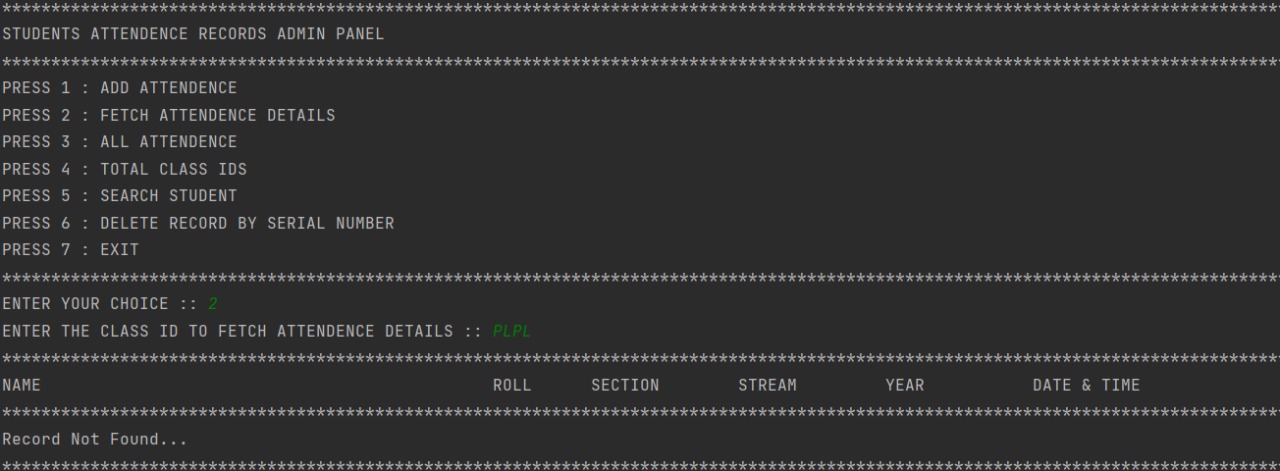 ********************************************************************************************************************************** 
STUDENTS ATTENDENCE RECORDS ADMIN PANEL
**********************************************************************************************************************************
PRESS 1 : ADD ATTENDENCE
PRESS 2 : FETCH ATTENDENCE DETAILS
PRESS 3 : ALL ATTENDENCE
PRESS 4 : TOTAL CLASS IDS
PRESS 5 : SEARCH STUDENT
PRESS 6 : DELETE RECORD BY SERIAL NUMBER
PRESS 7 : EXIT
**********************************************************************************************************************************
ENTER YOUR CHOICE :: 2
ENTER THE CLASS ID TO FETCH ATTENDENCE DETAILS :: PLPL
**********************************************************************************************************************************
NAME ROLL SECTION STREAM YEAR DATE & TIME
**********************************************************************************************************************************
Record Not Found...
**********************************************************************************************************************************